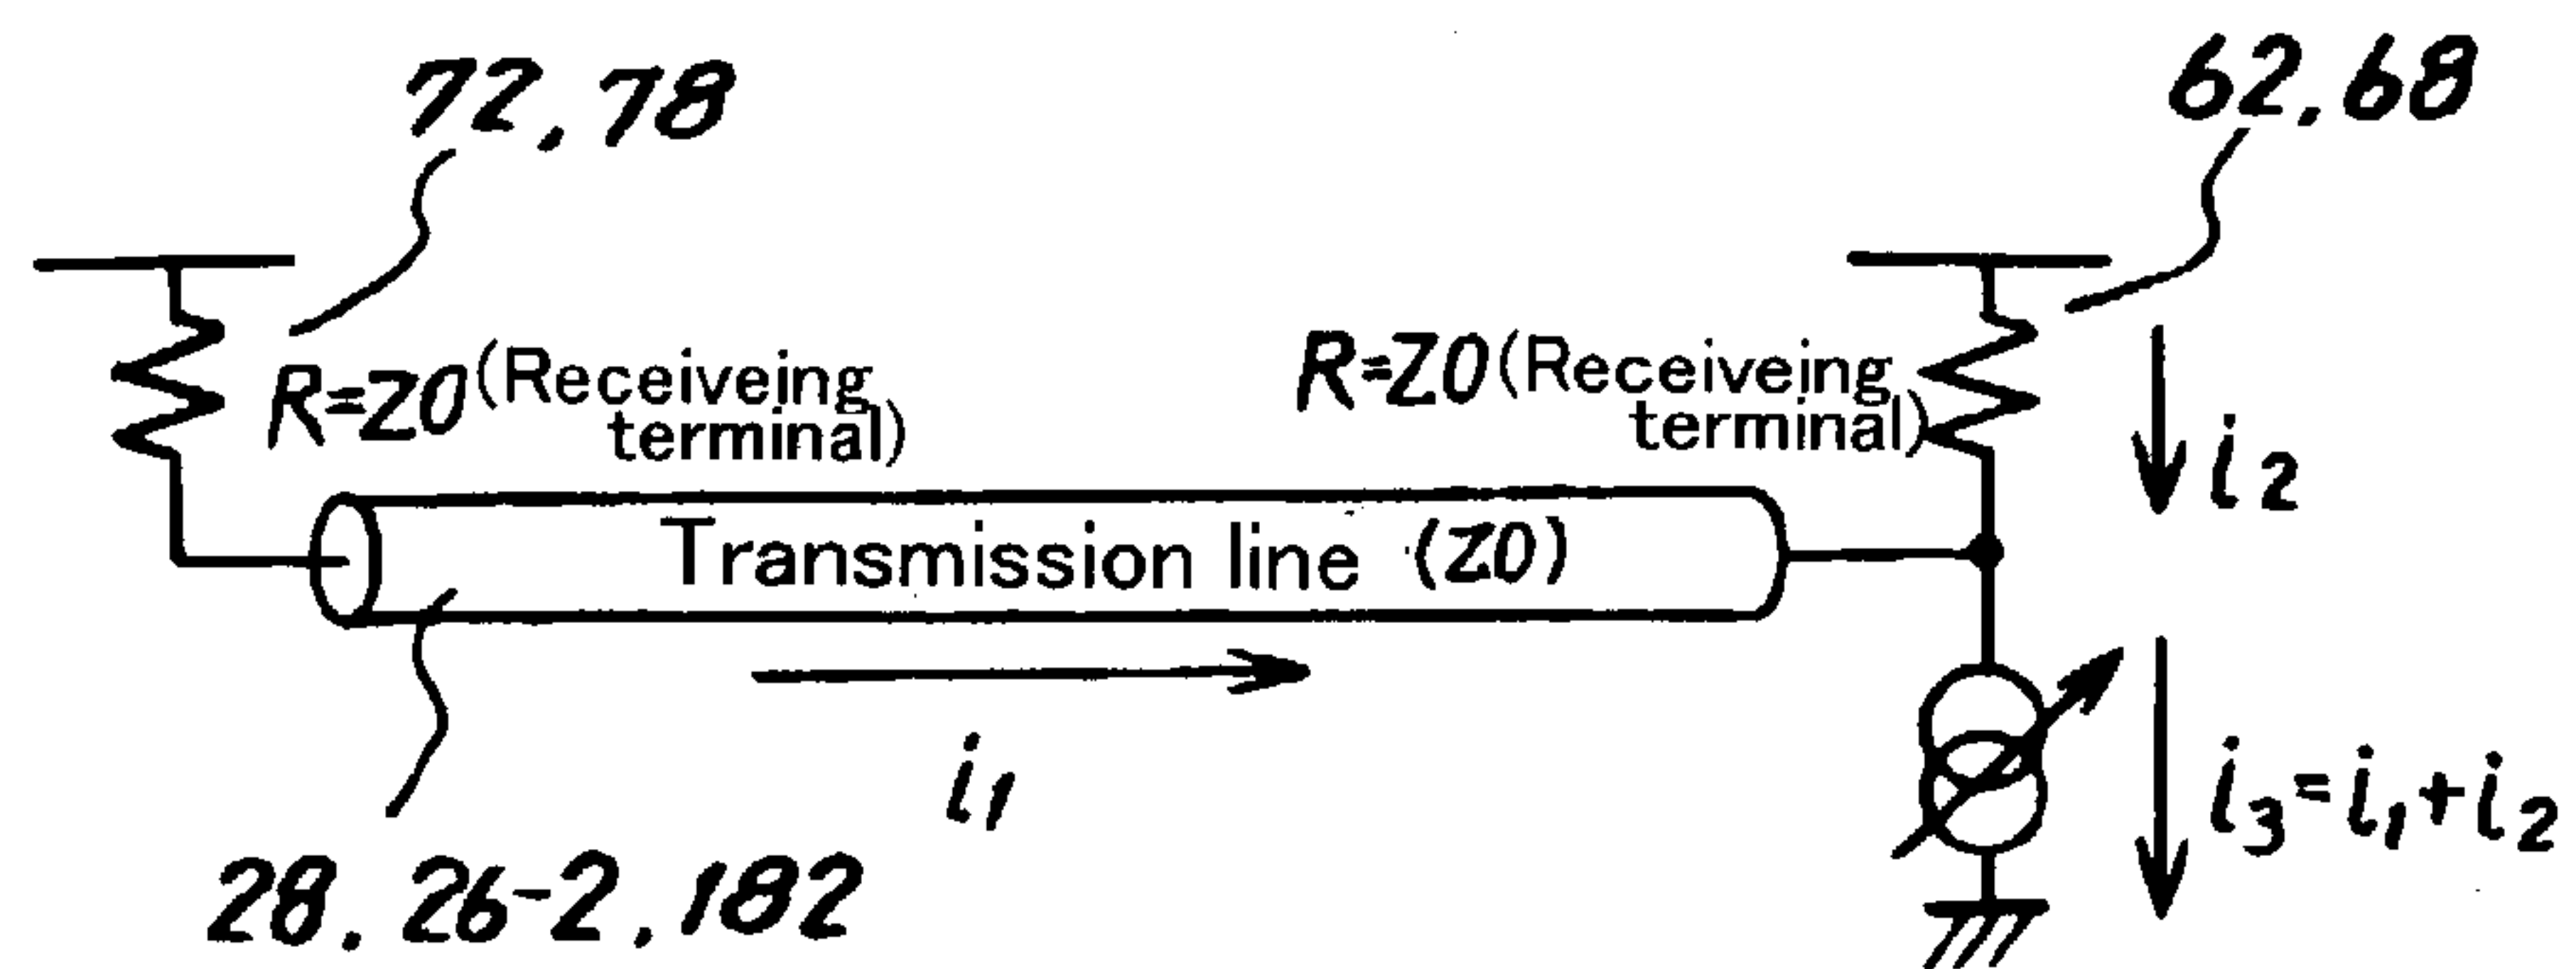 72, 78
62, 68
R=Z0 (Receiveing
terminal)
R=Z0 (Receiveing
terminal)
i2
Transmission line (Z0)
i1
i3=i1+i2
28, 26-2, 182